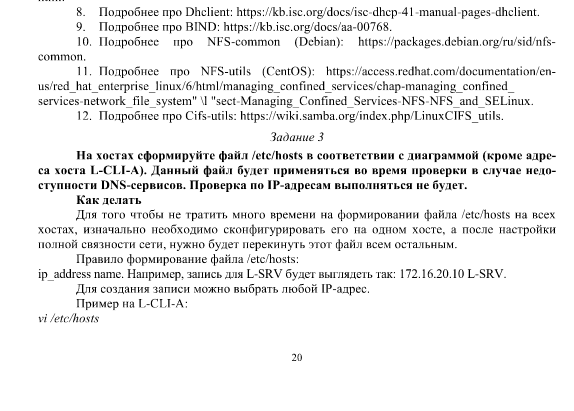 8. Подробнее про Dhclient: https://kb.isc.org/docs/isc-dhcp-41-manual-pages-dhclient.
9. Подробнее про BIND: https://kb.isc.org/docs/aa-00768.
10. Подробнее про NFS-common (Debian): https://packages.debian.org/ru/sid/nfs-
common.
11. Подробнее про NFS-utils (CentOS): https://access.redhat.com/documentation/en-
us/red_hat_enterprise_linux/6/html/managing_confined_services/chap-managing_confined_
services-network_file_system" \l "sect-Managing_Confined_Services-NFS-NFS_and_SELinux.
12. Подробнее про Cifs-utils: https://wiki.samba.org/index.php/LinuxCIFS_utils.
Задание 3
На хостах сформируйте файл /etc/hosts в соответствии с диаграммой (кроме адре-
са хоста L-CLI-A). Данный файл будет применяться во время проверки в случае недо-
ступности DNS-сервисов. Проверка по IP-адресам выполняться не будет.
Как делать
Для того чтобы не тратить много времени на формировании файла /etc/hosts на всех
хостах, изначально необходимо сконфигурировать его на одном хосте, а после настройки
полной связности сети, нужно будет перекинуть этот файл всем остальным.
Правило формирование файла /etc/hosts:
ip_address name. Например, запись для L-SRV будет выглядеть так: 172.16.20.10 L-SRV.
Для создания записи можно выбрать любой IP-адрес.
Пример на L-CLI-A:
vi /etc/hosts
20